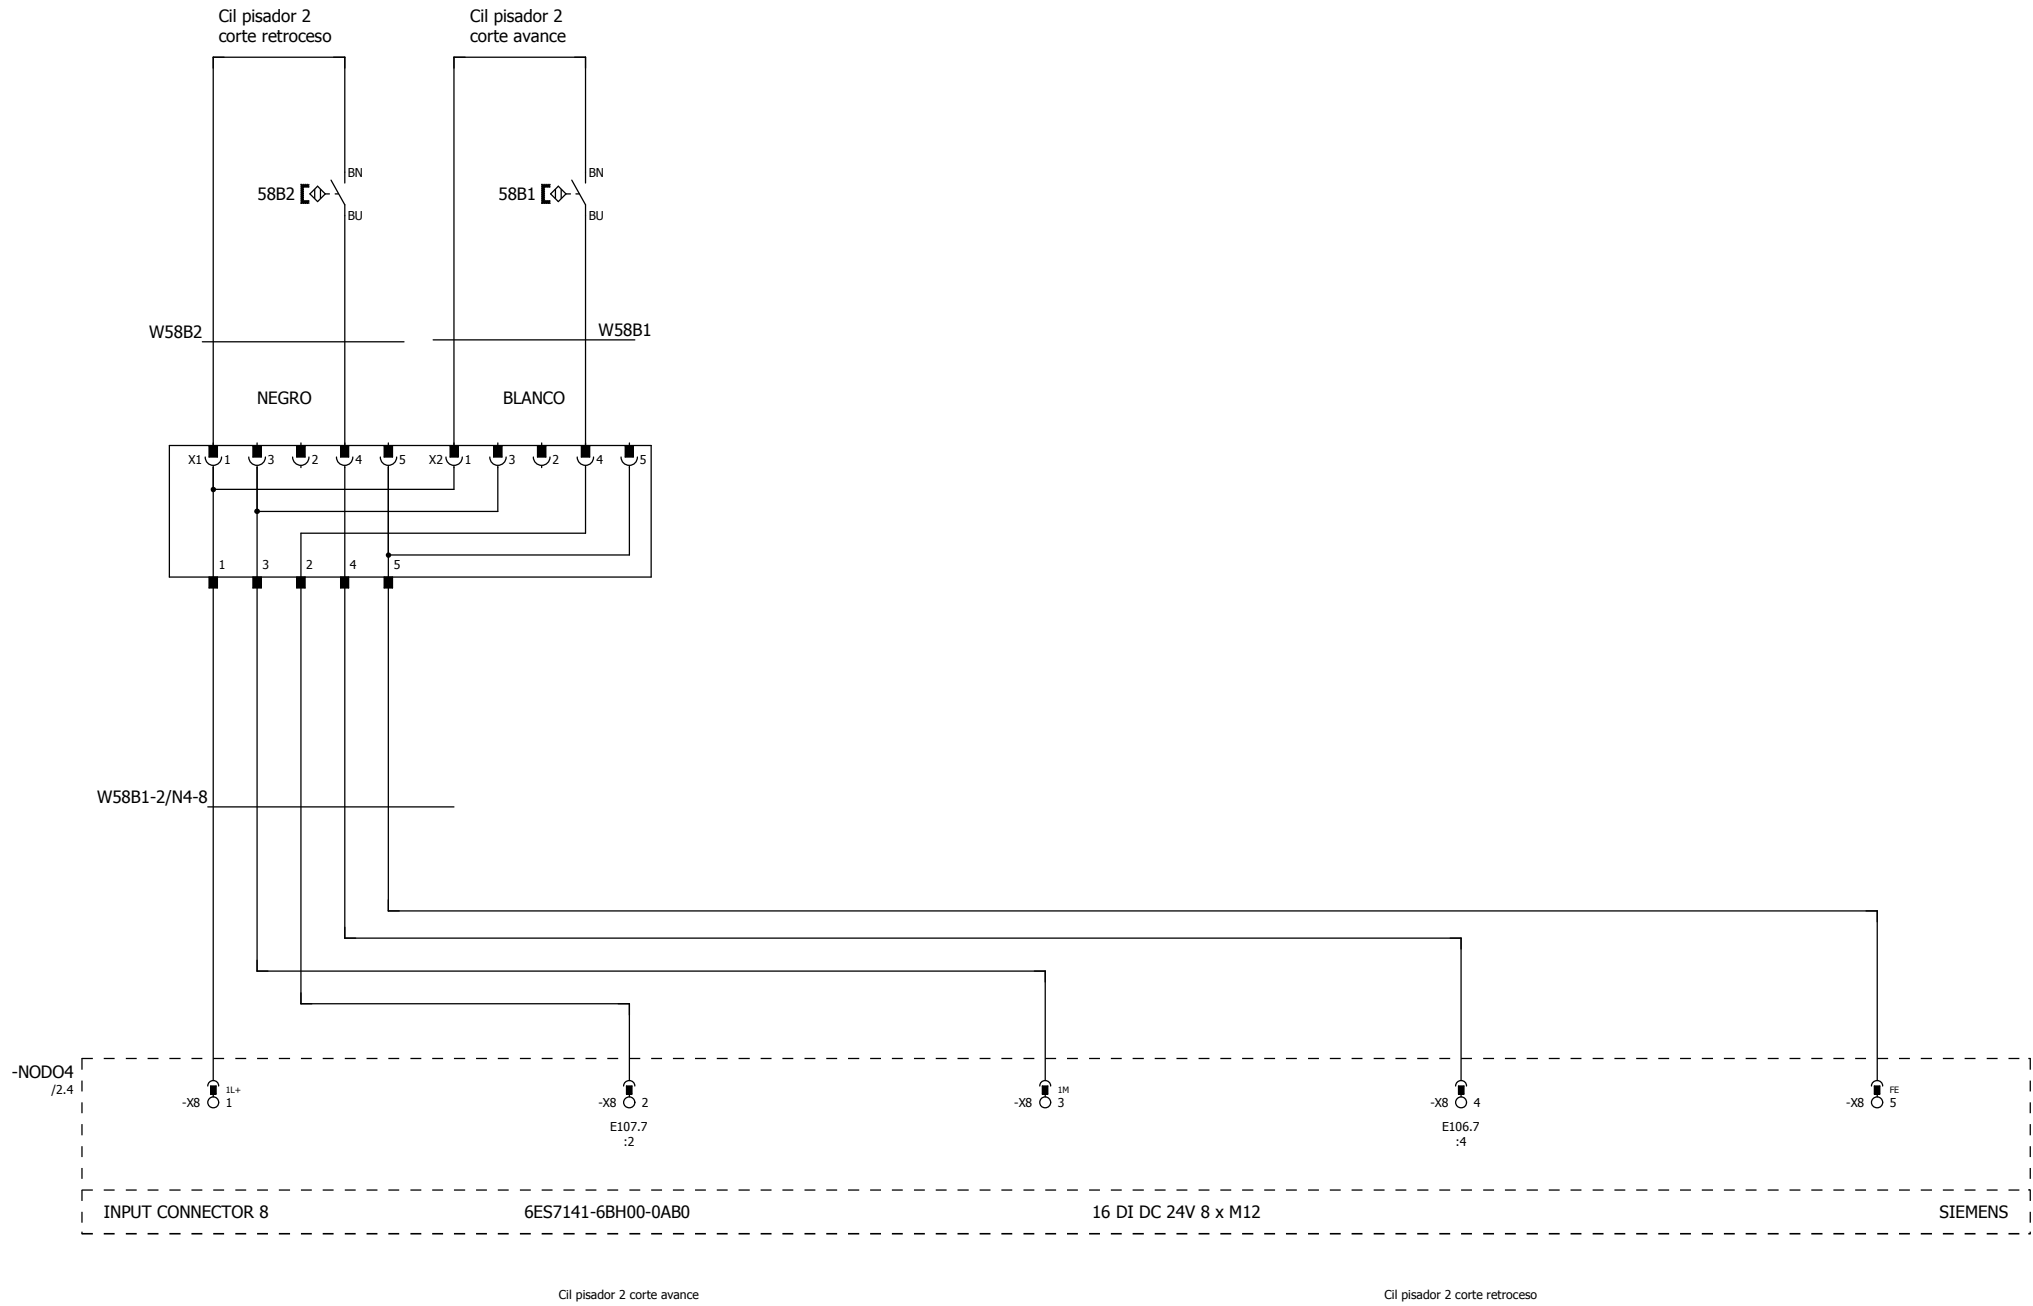 Cil pisador 2
corte retroceso
Cil pisador 2
corte avance
BN
58B2
BU
BN
58B1
BU
W58B2
W58B1
NEGRO
BLANCO
X1 1 3 2 4 5 X2 1 3 2 4 5
1 3 2 4 5
W58B1-2/N4-8
-NODO4
/2.4
1L+
-X8 1
-X8 2
E107.7
:2
1M
-X8 3
-X8 4
E106.7
:4
FE
-X8 5
INPUT CONNECTOR 8
6ES7141-6BH00-0AB0
16 DI DC 24V 8 x M12
SIEMENS
Cil pisador 2 corte avance
Cil pisador 2 corte retroceso